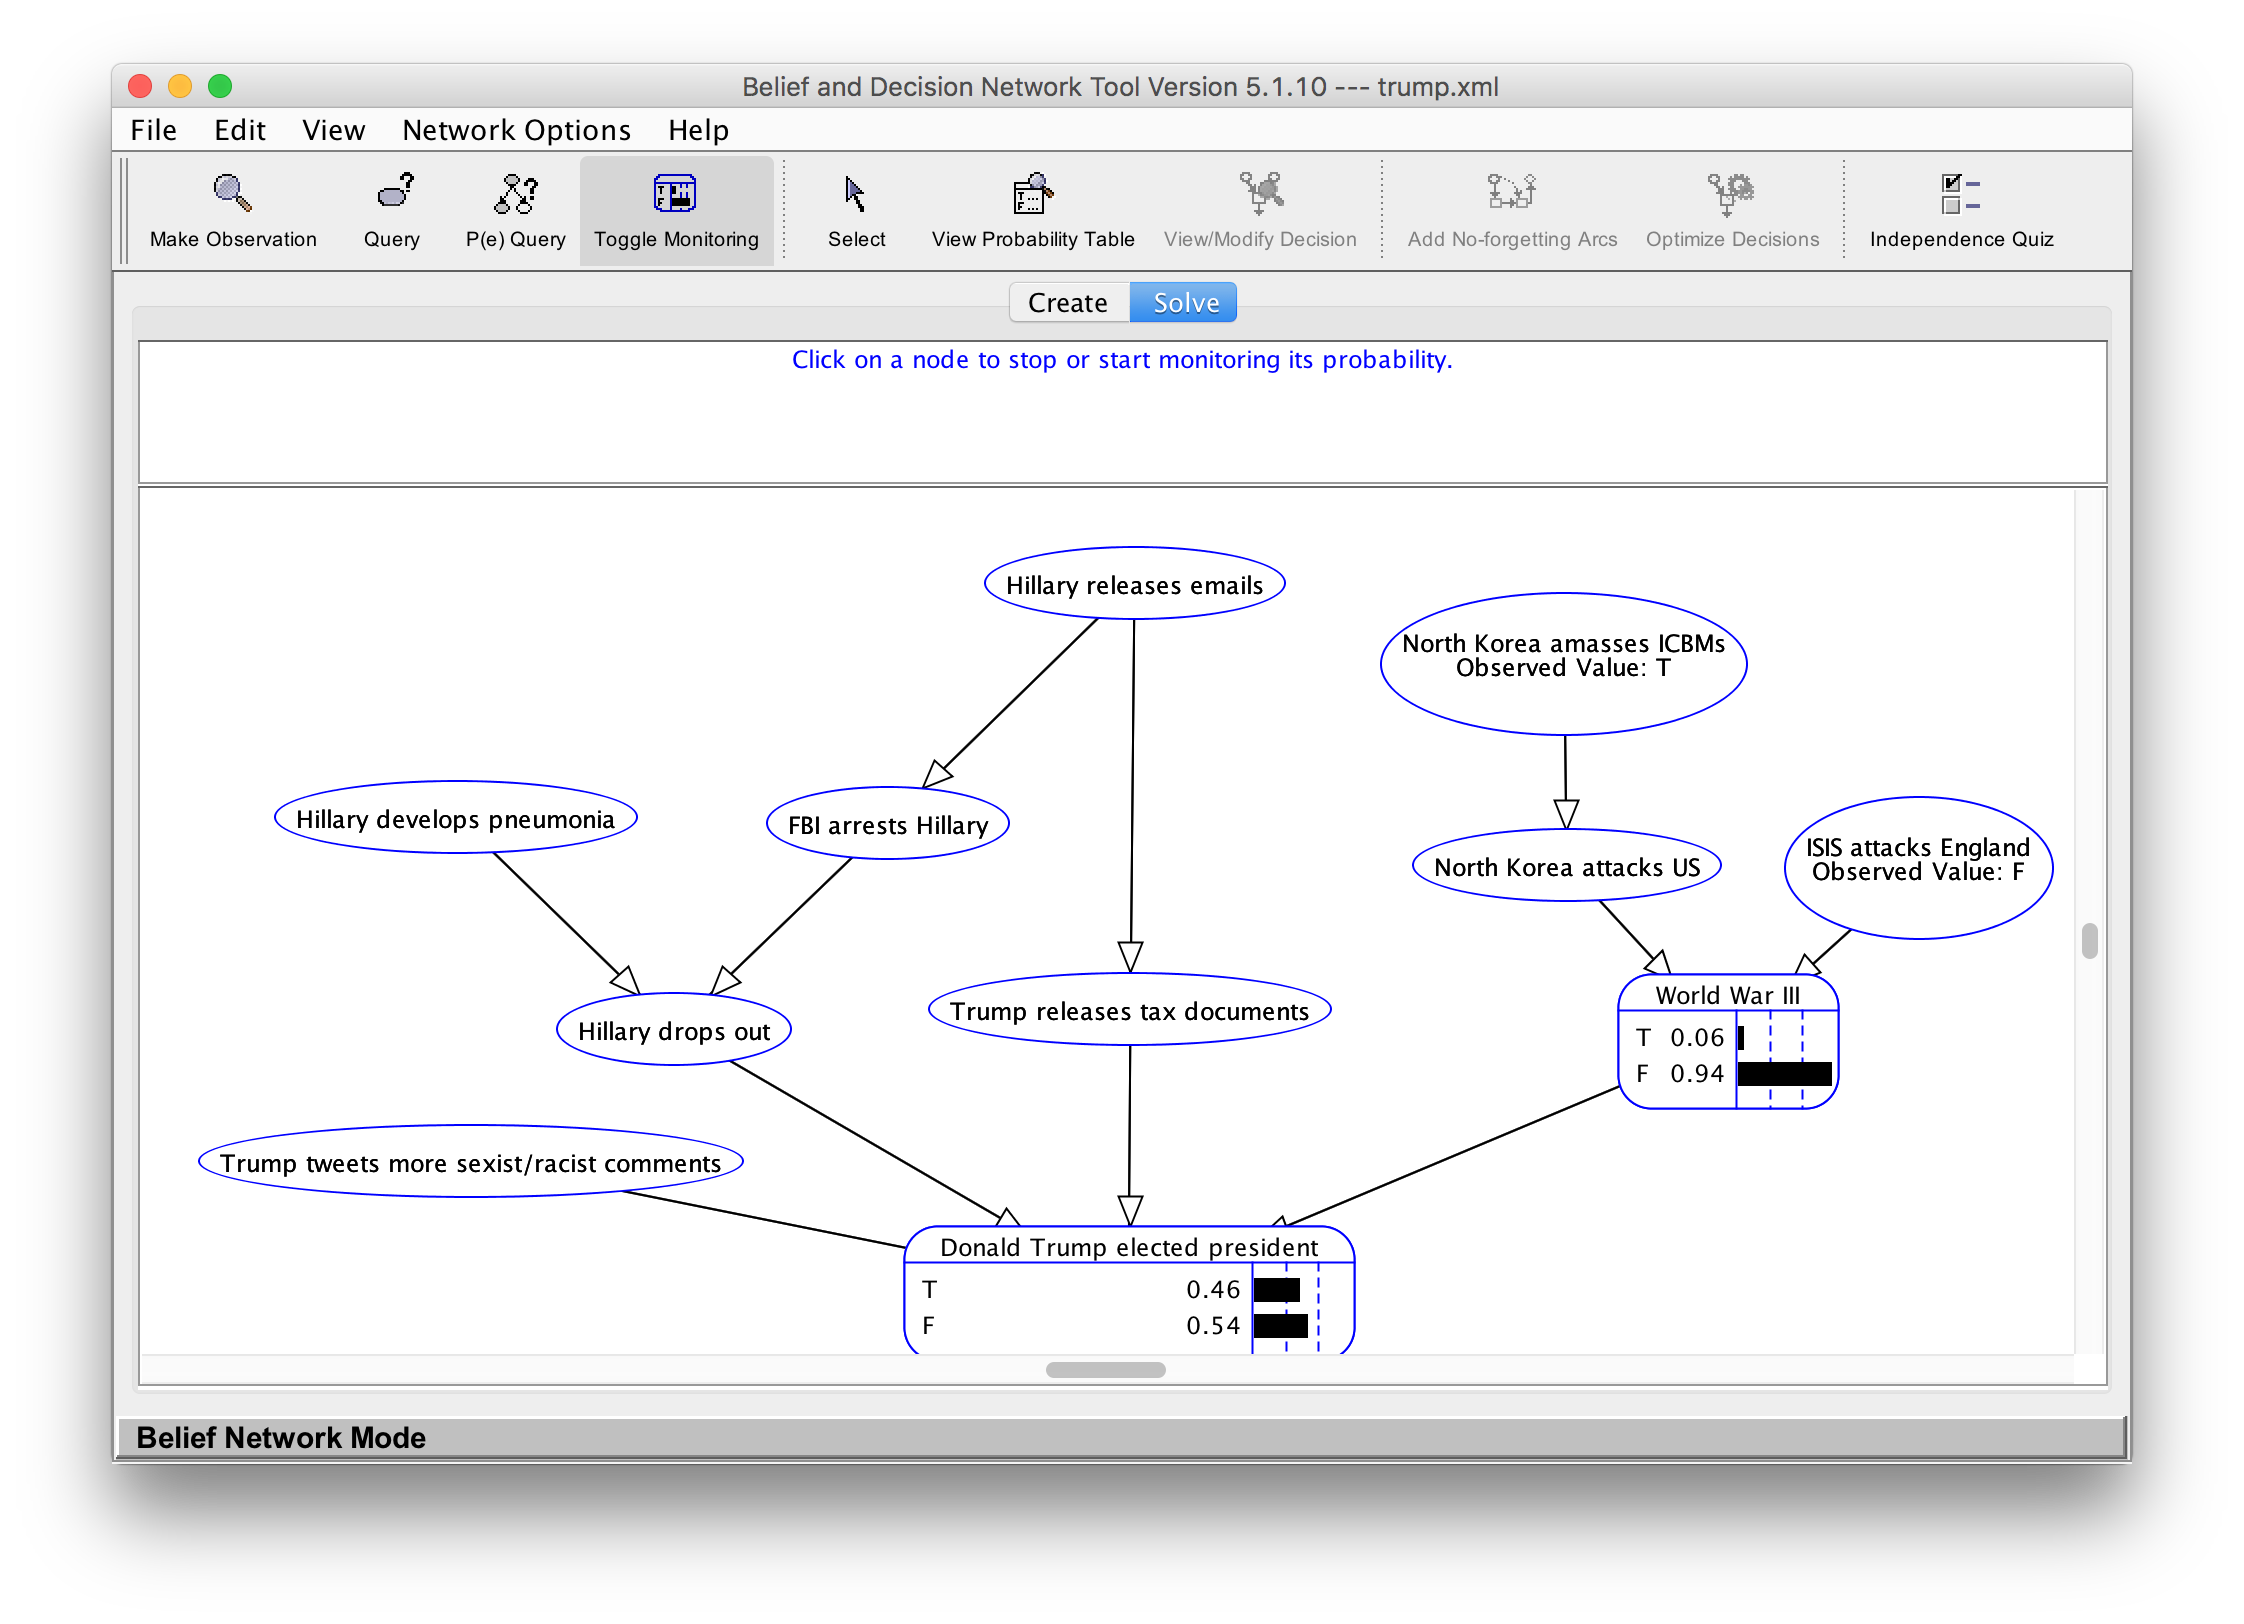 Belief and Decision Network Tool Version 5.1.10 --- trump.xml
File Edit View Network Options Help
Make Observation Query P(e) Query Toggle Monitoring Select View Probability Table View/Modify Decision Add No-forgetting Arcs Optimize Decisions Independence Quiz
Create Solve
Click on a node to stop or start monitoring its probability.
Hillary releases emails
North Korea amasses ICBMs
Observed Value: T
Hillary develops pneumonia
FBI arrests Hillary
North Korea attacks US
ISIS attacks England
Observed Value: F
Hillary drops out
Trump releases tax documents
World War III
T 0.06
F 0.94
Trump tweets more sexist/racist comments
Donald Trump elected president
T 0.46
F 0.54
Belief Network Mode